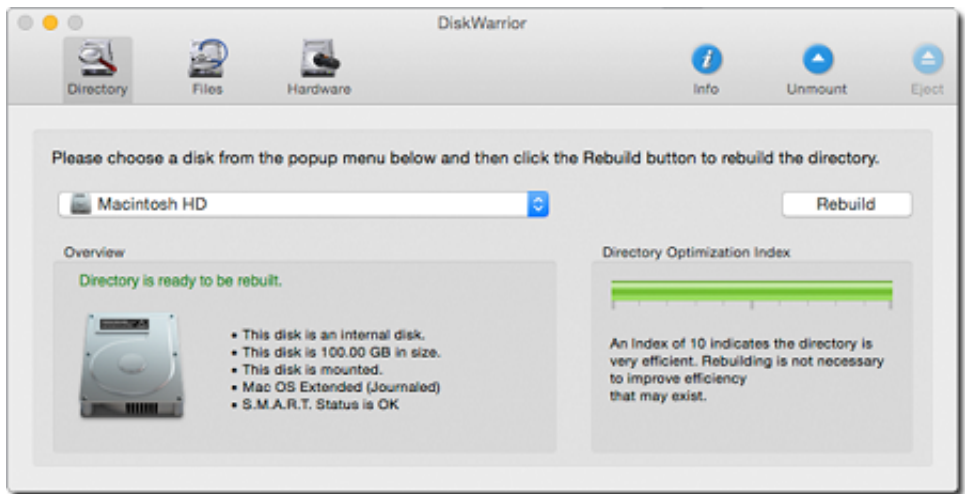 DiskWarrior
Directory
Files
Hardware
Info
Unmount
Eject
Please choose a disk from the popup menu below and then click the Rebuild button to rebuild the directory.
Macintosh HD
Rebuild
Overview
Directory is ready to be rebuilt.
• This disk is an internal disk.
• This disk is 100.00 GB in size.
• This disk is mounted.
• Mac OS Extended (Journaled)
• S.M.A.R.T. Status is OK
Directory Optimization Index
An Index of 10 indicates the directory is
very efficient. Rebuilding is not necessary
to improve efficiency
that may exist.